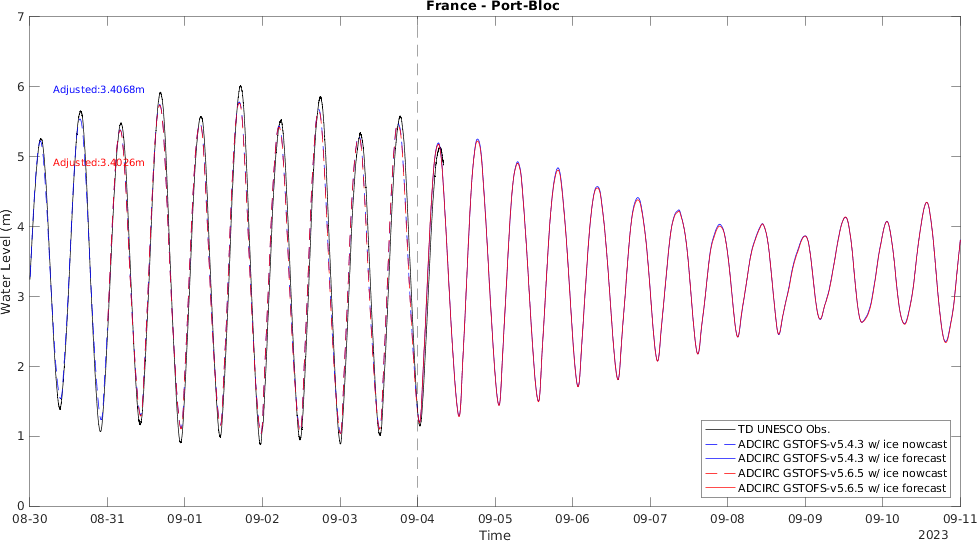 France - Port-Bloc
7
6
5
4
3
2
1
0
Water Level (m)
Adjusted:3.4068m
Adjusted:3.4026m
TD UNESCO Obs.
ADCIRC GSTOFS-v5.4.3 w/ ice nowcast
ADCIRC GSTOFS-v5.4.3 w/ ice forecast
ADCIRC GSTOFS-v5.6.5 w/ ice nowcast
ADCIRC GSTOFS-v5.6.5 w/ ice forecast
08-30 08-31 09-01 09-02 09-03 09-04 09-05 09-06 09-07 09-08 09-09 09-10 09-11
Time
2023